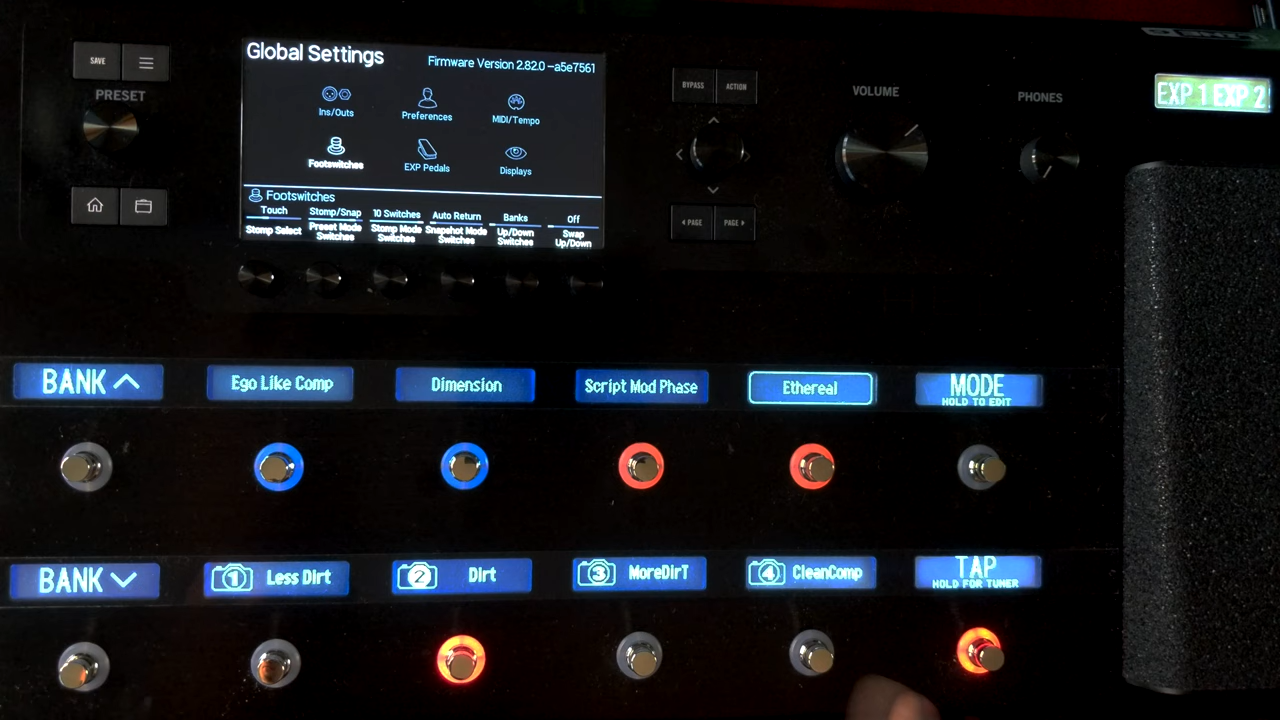 SAVE
PRESET
Global Settings
Firmware Version 2.82.0 -a5e7561
Ins/Outs
Preferences
MIDI/Tempo
Footswitches
EXP Pedals
Displays
Footswitches
Touch
Stomp/Snap
10 Switches
Auto Return
Banks
Off
Stomp Select
Preset Mode
Switches
Stomp Mode
Switches
Snapshot Mode
Switches
Up/Down
Switches
Swap
Up/Down
BYPASS
ACTION
PAGE
PAGE
VOLUME
PHONES
EXP 1 EXP 2
BANK
Ego Like Comp
Dimension
Script Mod Phase
Ethereal
MODE
HOLD TO EDIT
BANK
1 Less Dirt
2 Dirt
3 MoreDirT
4 CleanComp
TAP
HOLD FOR TUNER